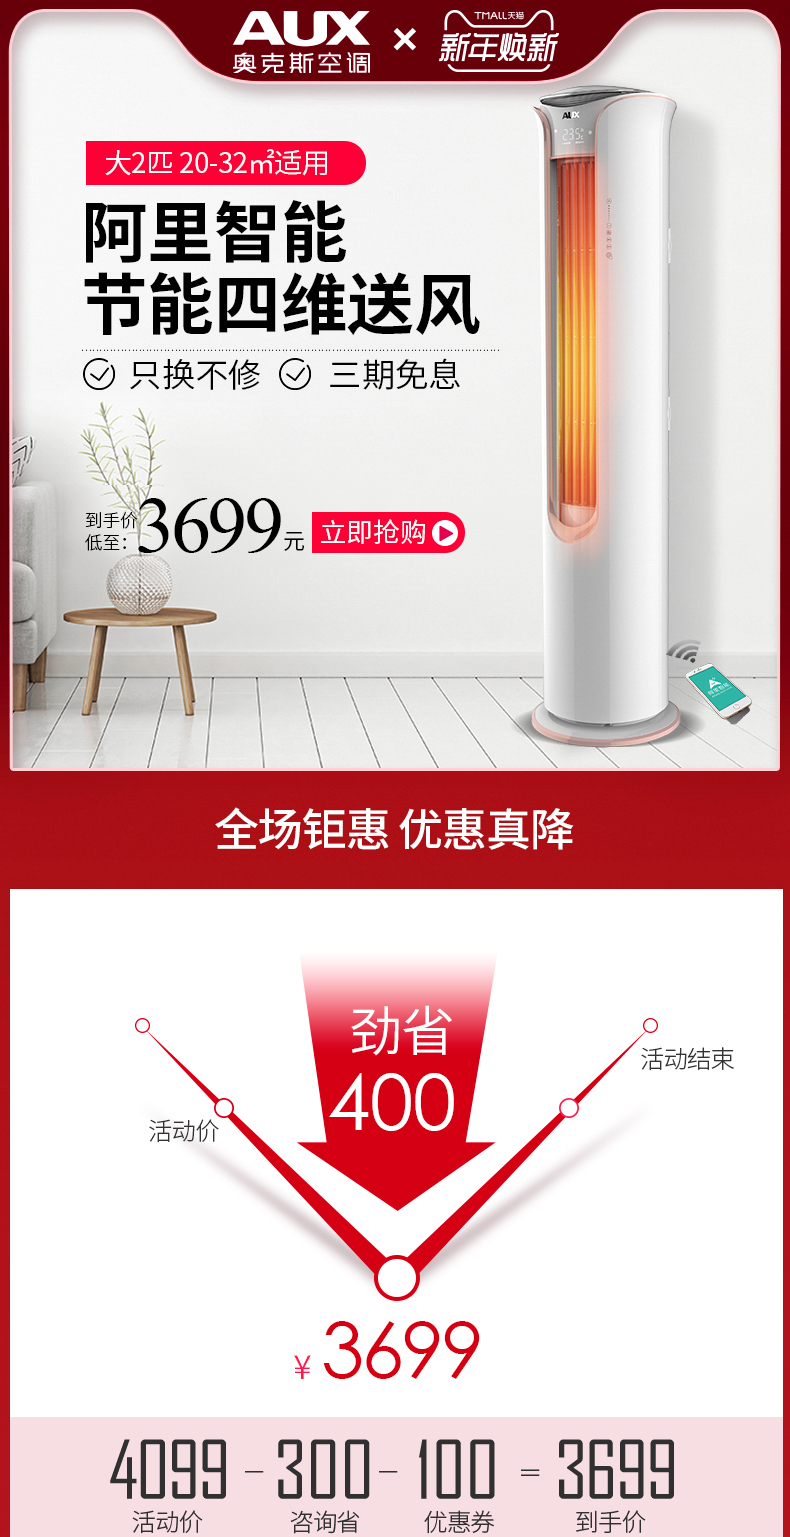 AUX
奥克斯空调
×
TMALL天猫
新年焕新
AUX
大2匹 20-32㎡适用
阿里智能
节能四维送风
只换不修 三期免息
到手价
低至:
3699元
立即抢购
全场钜惠 优惠真降
劲省
400
活动价
活动结束
¥ 3699
4099 – 300 – 100 = 3699
活动价 咨询省 优惠券 到手价